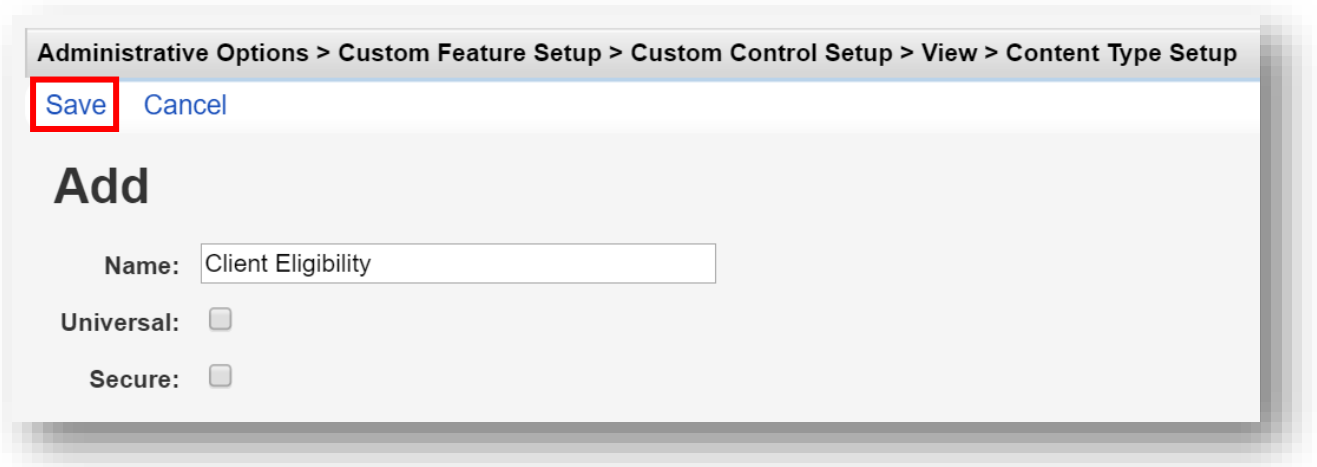 Administrative Options > Custom Feature Setup > Custom Control Setup > View > Content Type Setup
Save Cancel
Add
Name: Client Eligibility
Universal:
Secure: